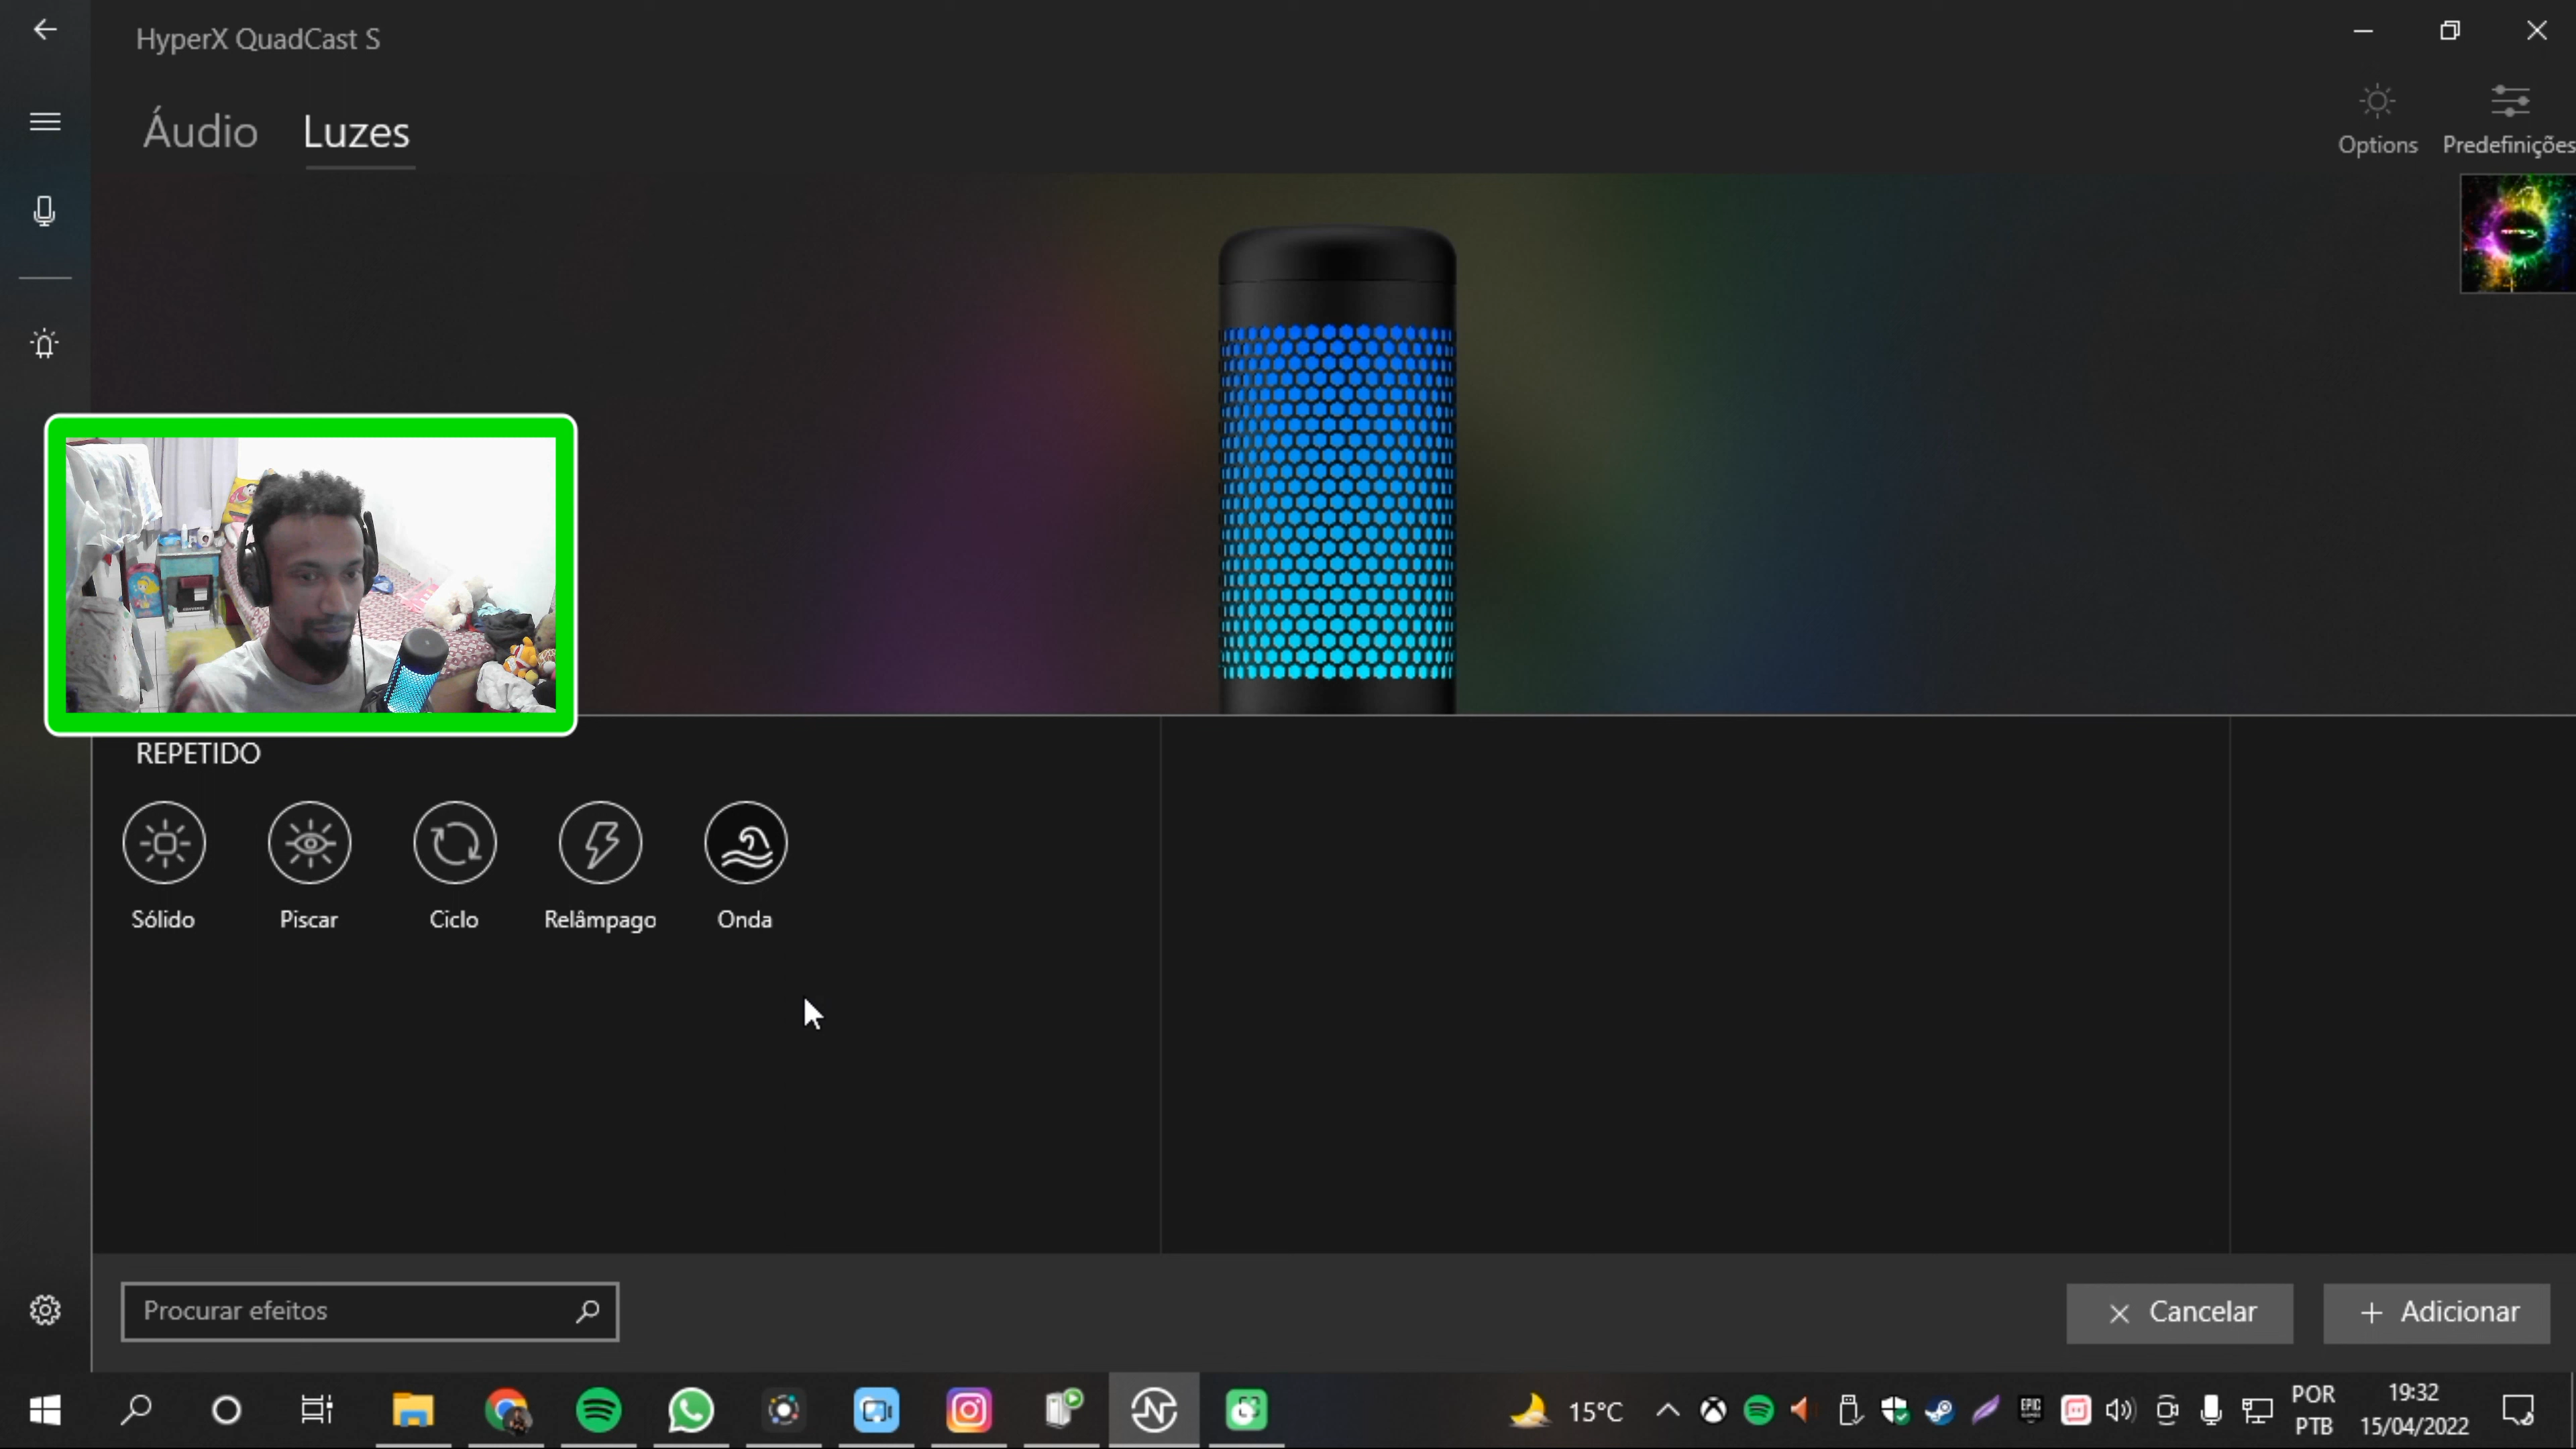 HyperX QuadCast S
Áudio
Luzes
Options
Predefinições
REPETIDO
Sólido
Piscar
Ciclo
Relâmpago
Onda
Procurar efeitos
Cancelar
Adicionar
15°C
EPIC
POR
PTB
19:32
15/04/2022